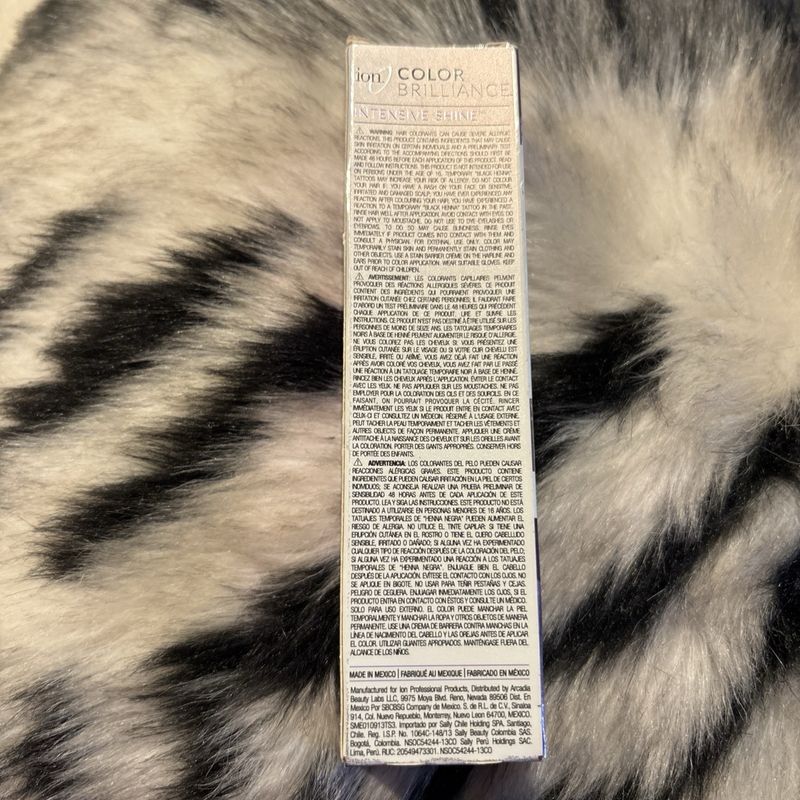 ion
COLOR
BRILLIANCE
INTENSIVE SHINE
⚠ WARNING: HAIR COLORANTS CAN CAUSE SEVERE ALLERGIC
REACTIONS. THIS PRODUCT CONTAINS INGREDIENTS THAT MAY CAUSE
SKIN IRRITATION ON CERTAIN INDIVIDUALS AND A PRELIMINARY TEST
ACCORDING TO THE ACCOMPANYING DIRECTIONS SHOULD FIRST BE
MADE 48 HOURS BEFORE EACH APPLICATION OF THIS PRODUCT. READ
AND FOLLOW INSTRUCTIONS. THIS PRODUCT IS NOT INTENDED FOR USE
ON PERSONS UNDER THE AGE OF 16. TEMPORARY "BLACK HENNA"
TATTOOS MAY INCREASE YOUR RISK OF ALLERGY. DO NOT COLOUR
YOUR HAIR IF: YOU HAVE A RASH ON YOUR FACE OR SENSITIVE,
IRRITATED AND DAMAGED SCALP; YOU HAVE EVER EXPERIENCED ANY
REACTION AFTER COLOURING YOUR HAIR; YOU HAVE EXPERIENCED A
REACTION TO A TEMPORARY "BLACK HENNA" TATTOO IN THE PAST.
RINSE HAIR WELL AFTER APPLICATION. AVOID CONTACT WITH EYES. DO
NOT APPLY TO MOUSTACHE. DO NOT USE TO DYE EYELASHES OR
EYEBROWS. TO DO SO MAY CAUSE BLINDNESS. RINSE EYES
IMMEDIATELY IF PRODUCT COMES INTO CONTACT WITH THEM AND
CONSULT A PHYSICIAN. FOR EXTERNAL USE ONLY. COLOR MAY
TEMPORARILY STAIN SKIN AND PERMANENTLY STAIN CLOTHING AND
OTHER OBJECTS. USE A STAIN BARRIER CRÈME ON THE HAIRLINE AND
EARS PRIOR TO COLOR APPLICATION. WEAR SUITABLE GLOVES. KEEP
OUT OF REACH OF CHILDREN.
⚠ AVERTISSEMENT: LES COLORANTS CAPILLAIRES PEUVENT
PROVOQUER DES RÉACTIONS ALLERGIQUES SÉVÈRES. CE PRODUIT
CONTIENT DES INGRÉDIENTS QUI POURRAIENT PROVOQUER UNE
IRRITATION CUTANÉE CHEZ CERTAINES PERSONNES; IL FAUDRAIT FAIRE
D'ABORD UN TEST PRÉLIMINAIRE DANS LE 48 HEURES QUI PRÉCÈDENT
CHAQUE APPLICATION DE CE PRODUIT. LIRE ET SUIVRE LES
INSTRUCTIONS. CE PRODUIT N'EST PAS DESTINÉ À ÊTRE UTILISÉ SUR LES
PERSONNES DE MOINS DE SEIZE ANS. LES TATOUAGES TEMPORAIRES
NOIRS À BASE DE HENNÉ PEUVENT AUGMENTER LE RISQUE D'ALLERGIE.
NE VOUS COLORIEZ PAS LES CHEVEUX SI: VOUS PRÉSENTEZ UNE
ÉRUPTION CUTANÉE SUR LE VISAGE OU SI VOTRE CUIR CHEVELLI EST
SENSIBLE, IRRITÉ OU ABÎMÉ, VOUS AVEZ DÉJÀ FAIT UNE RÉACTION
APRÈS AVOIR COLORÉ VOS CHEVEUX, VOUS AVEZ PAR FAIT PAR LE PASSÉ
UNE RÉACTION À UN TATOUAGE TEMPORAIRE NOIR À BASE DE HENNÉ.
RINCEZ BIEN LES CHEVEUX APRÈS L'APPLICATION. ÉVITER LE CONTACT
AVEC LES YEUX. NE PAS APPLIQUER SUR LES MOUSTACHES. NE PAS
EMPLOYER POUR LA COLORATION DES CILS ET DES SOURCILS. EN CE
FAISANT, ON POURRAIT PROVOQUER LA CÉCITÉ. RINCER
IMMÉDIATEMENT LES YEUX SI LE PRODUIT ENTRE EN CONTACT AVEC
CEUX-CI ET CONSULTEZ UN MÉDECIN. RÉSERVÉ À L'USAGE EXTERNE.
PEUT TACHER LA PEAU TEMPORAIREMENT ET TACHER LES VÊTEMENTS ET
AUTRES OBJECTS DE FAÇON PERMANENTE. APPLIQUER UNE CRÈME
ANTITACHE À LA NAISSANCE DES CHEVEUX ET SUR LES OREILLES AVANT
LA COLORATION. PORTER DES GANTS APPROPRIÉS. CONSERVER HORS
DE PORTÉE DES ENFANTS.
⚠ ADVERTENCIA: LOS COLORANTES DEL PELO PUEDEN CAUSAR
REACCIONES ALÉRGICAS GRAVES. ESTE PRODUCTO CONTIENE
INGREDIENTES QUE PUEDEN CAUSAR IRRITACIÓN EN LA PIEL DE CIERTOS
INDIVIDUOS; SE ACONSEJA REALIZAR UNA PRUEBA PRELIMINAR DE
SENSIBILIDAD 48 HORAS ANTES DE CADA APLICACIÓN DE ESTE
PRODUCTO. LEA Y SIGA LAS INSTRUCCIONES. ESTE PRODUCTO NO ESTÁ
DESTINADO A UTILIZARSE EN PERSONAS MENORES DE 16 AÑOS. LOS
TATUAJES TEMPORALES DE "HENNA NEGRA" PUEDEN AUMENTAR EL
RIESGO DE ALERGIA. NO UTILICE EL TINTE CAPILAR: SI TIENE UNA
ERUPCIÓN CUTÁNEA EN EL ROSTRO O TIENE EL CUERO CABELLUDO
SENSIBLE, IRRITADO O DAÑADO; SI ALGUNA VEZ HA EXPERIMENTADO
CUALQUIER TIPO DE REACCIÓN DESPUÉS DE LA COLORACIÓN DEL PELO;
SI ALGUNA VEZ HA EXPERIMENTADO UNA REACCION A LOS TATUAJES
TEMPORALES DE "HENNA NEGRA". ENJUAGUE BIEN EL CABELLO
DESPUÉS DE LA APLICACIÓN. EVÍTESE EL CONTACTO CON LOS OJOS. NO
SE APLIQUE EN BIGOTE. NO USAR PARA TEÑIR PESTAÑAS Y CEJAS.
PELIGRO DE CEGUERA. ENJUAGAR INMEDIATAMENTE LOS OJOS, SI EL
PRODUCTO ENTRA EN CONTACTO CON ÉSTOS Y CONSULTE UN MÉDICO.
SOLO PARA USO EXTERNO. EL COLOR PUEDE MANCHAR LA PIEL
TEMPORALMENTE Y MANCHAR LA ROPA Y OTROS OBJETOS DE MANERA
PERMANENTE. USE UNA CREMA DE BARRERA CONTRA MANCHAS EN LA
LÍNEA DE NACIMIENTO DEL CABELLO Y LAS OREJAS ANTES DE APLICAR
EL COLOR. UTILIZAR GUANTES APROPIADOS. MANTÉNGASE FUERA DEL
ALCANCE DE LOS NIÑOS.
MADE IN MEXICO | FABRIQUÉ AU MEXIQUE | FABRICADO EN MÉXICO
Manufactured for Ion Professional Products, Distributed by Arcadia
Beauty Labs LLC, 9975 Moya Blvd. Reno, Nevada 89506 Dist. En
Mexico Por SBCBSG Company de Mexico. S. de R.L. de C.V., Sinaloa
914, Col. Nuevo Repueblo, Monterrey, Nuevo Leon 64700, MEXICO.
SME010913TS3. Importado por Sally Chile Holding SPA. Santiago,
Chile. Reg. I.S.P. No. 1064C-148/13 Sally Beauty Colombia SAS.
Bogotá, Colombia. NSOC54244-13CO Sally Perú Holdings SAC.
Lima, Perú. RUC: 20549473301. NSOC54244-13CO